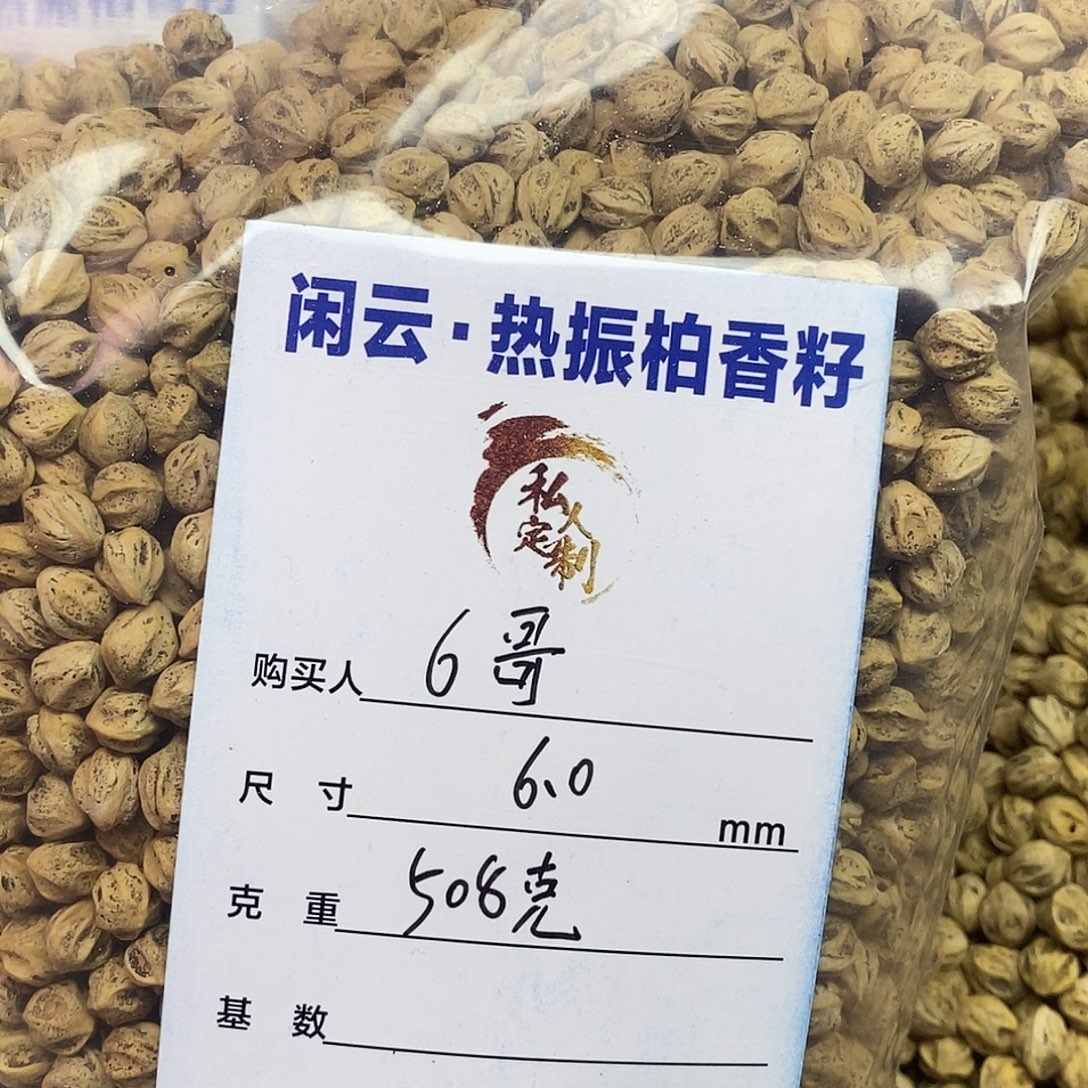 闲云·热振柏香籽
私人
定制
购买人 6哥
尺寸 6.0 mm
克重 508克
基数